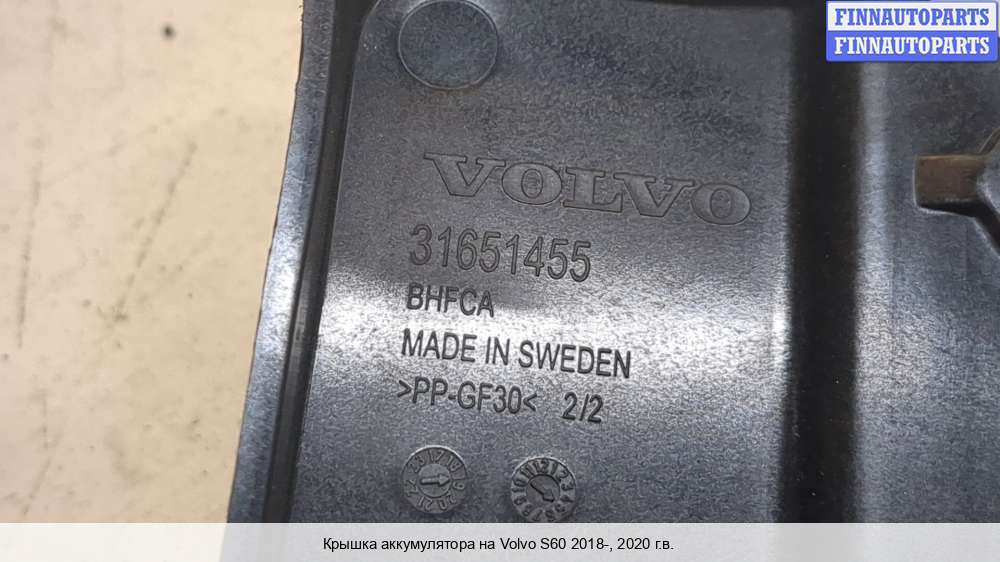 FINNAUTOPARTS
FINNAUTOPARTS
VOLVO
31651455
BHFCA
MADE IN SWEDEN
>PP-GF30< 2/2
Крышка аккумулятора на Volvo S60 2018-, 2020 г.в.